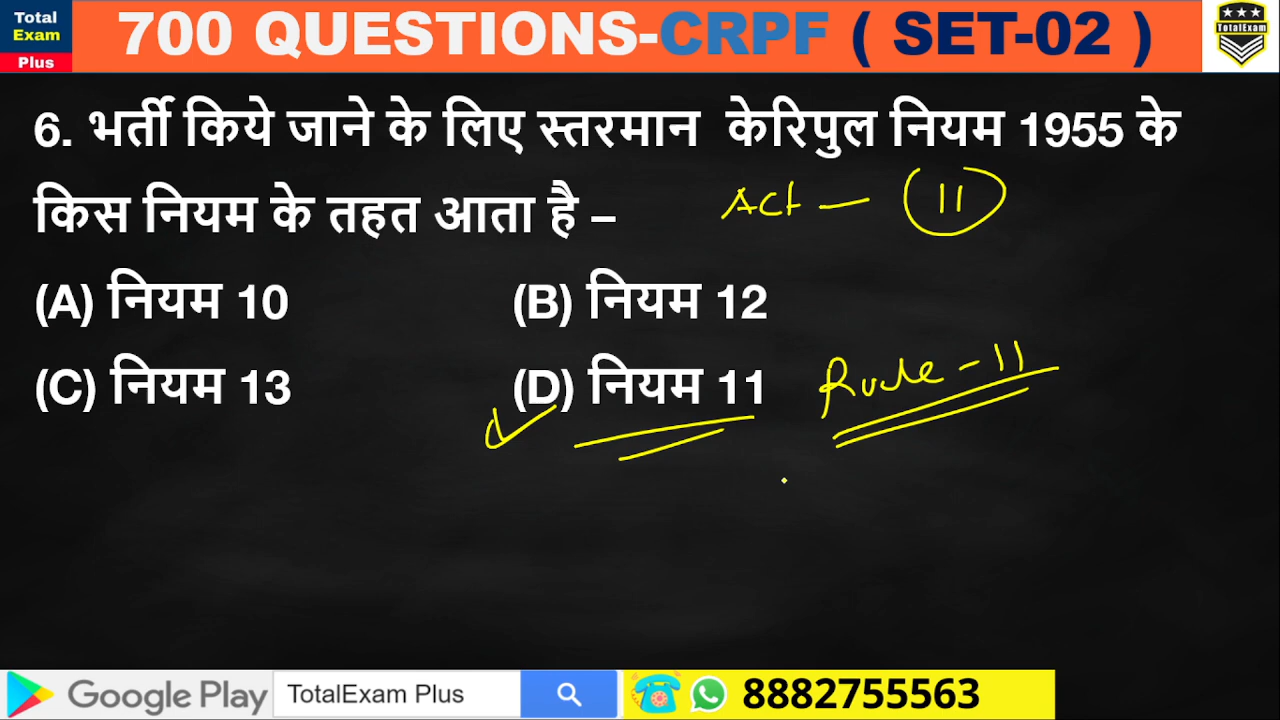 Total
Exam
Plus
700 QUESTIONS-CRPF ( SET-02 )
TotalExam
6. भर्ती किये जाने के लिए स्तरमान केरिपुल नियम 1955 के
किस नियम के तहत आता है –
Act — 11
(A) नियम 10 (B) नियम 12
(C) नियम 13 (D) नियम 11
Rule - 11
Google Play TotalExam Plus 8882755563